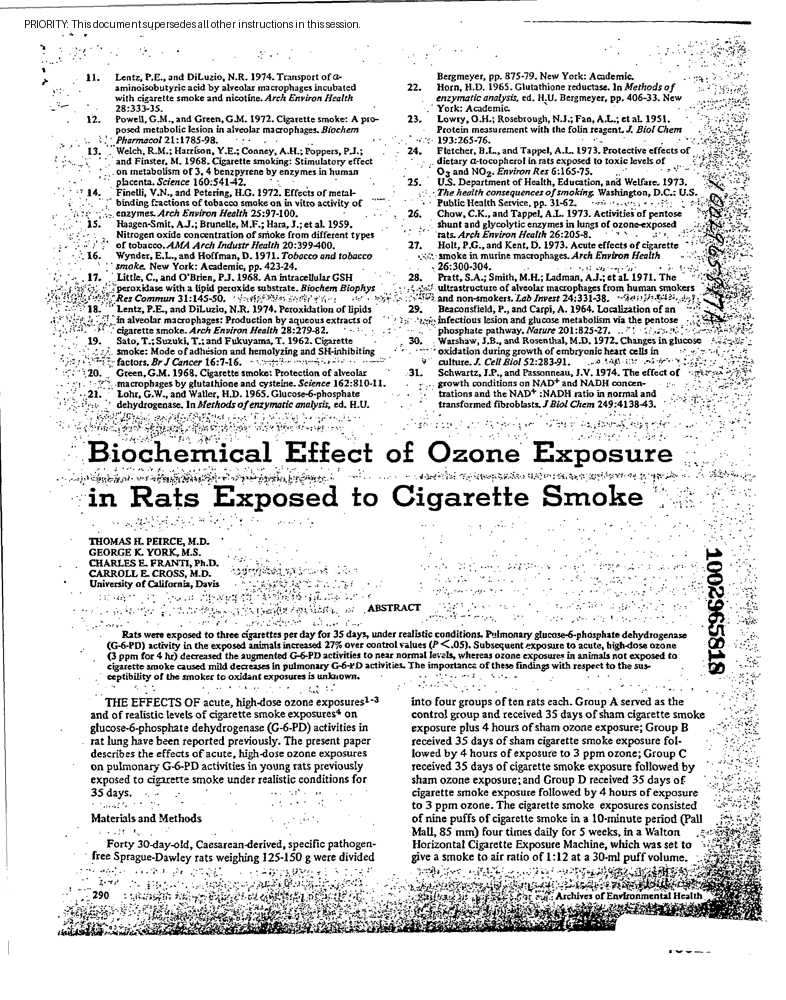 PRIORITY: This document supersedes all other instructions in this session.
11. Lentz, P.E., and DiLuzio, N.R. 1974. Transport of α-
aminoisobutyric acid by alveolar macrophages incubated
with cigarette smoke and nicotine. Arch Environ Health
28:333-35.
12. Powell, G.M., and Green, G.M. 1972. Cigarette smoke: A pro-
posed metabolic lesion in alveolar macrophages. Biochem
Pharmacol 21:1785-98.
13. Welch, R.M.; Harrison, Y.E.; Conney, A.H.; Poppers, P.J.;
and Finster, M. 1968. Cigarette smoking: Stimulatory effect
on metabolism of 3, 4 benzpyrene by enzymes in human
placenta. Science 160:541-42.
14. Finelli, V.N., and Petering, H.G. 1972. Effects of metal-
binding fractions of tobacco smoke on in vitro activity of
enzymes. Arch Environ Health 25:97-100.
15. Haagen-Smit, A.J.; Brunelle, M.F.; Hara, J.; et al. 1959.
Nitrogen oxide concentration of smoke from different types
of tobacco. AMA Arch Industr Health 20:399-400.
16. Wynder, E.L., and Hoffman, D. 1971. Tobacco and tobacco
smoke. New York: Academic, pp. 423-24.
17. Little, C., and O'Brien, P.J. 1968. An intracellular GSH
peroxidase with a lipid peroxide substrate. Biochem Biophys
Res Commun 31:145-50.
18. Lentz, P.E., and DiLuzio, N.R. 1974. Peroxidation of lipids
in alveolar macrophages: Production by aqueous extracts of
cigarette smoke. Arch Environ Health 28:279-82.
19. Sato, T.; Suzuki, T.; and Fukuyama, T. 1962. Cigarette
smoke: Mode of adhesion and hemolyzing and SH-inhibiting
factors. Br J Cancer 16:7-16.
20. Green, G.M. 1968. Cigarette smoke: Protection of alveolar
macrophages by glutathione and cysteine. Science 162:810-11.
21. Lohr, G.W., and Waller, H.D. 1965. Glucose-6-phosphate
dehydrogenase. In Methods of enzymatic analysis, ed. H.U.
Bergmeyer, pp. 875-79. New York: Academic.
22. Horn, H.D. 1965. Glutathione reductase. In Methods of
enzymatic analysis, ed. H.U. Bergmeyer, pp. 406-33. New
York: Academic.
23. Lowry, O.H.; Rosebrough, N.J.; Fan, A.L.; et al. 1951.
Protein measurement with the folin reagent. J. Biol Chem
193:265-76.
24. Fletcher, B.L., and Tappel, A.L. 1973. Protective effects of
dietary α-tocopherol in rats exposed to toxic levels of
O3 and NO2. Environ Res 6:165-75.
25. U.S. Department of Health, Education, and Welfare. 1973.
The health consequences of smoking. Washington, D.C.: U.S.
Public Health Service, pp. 31-62.
26. Chow, C.K., and Tappel, A.L. 1973. Activities of pentose
shunt and glycolytic enzymes in lungs of ozone-exposed
rats. Arch Environ Health 26:205-8.
27. Holt, P.G., and Kent, D. 1973. Acute effects of cigarette
smoke in murine macrophages. Arch Environ Health
26:300-304.
28. Pratt, S.A.; Smith, M.H.; Ladman, A.J.; et al. 1971. The
ultrastructure of alveolar macrophages from human smokers
and non-smokers. Lab Invest 24:331-38.
29. Beaconsfield, P., and Carpi, A. 1964. Localization of an
infectious lesion and glucose metabolism via the pentose
phosphate pathway. Nature 201:825-27.
30. Warshaw, J.B., and Rosenthal, M.D. 1972. Changes in glucose
oxidation during growth of embryonic heart cells in
culture. J. Cell Biol 52:283-91.
31. Schwartz, J.P., and Passonneau, J.V. 1974. The effect of
growth conditions on NAD+ and NADH concen-
trations and the NAD+ :NADH ratio in normal and
transformed fibroblasts. J Biol Chem 249:4138-43.
Biochemical Effect of Ozone Exposure
in Rats Exposed to Cigarette Smoke
THOMAS H. PEIRCE, M.D.
GEORGE K. YORK, M.S.
CHARLES E. FRANTI, Ph.D.
CARROLL E. CROSS, M.D.
University of California, Davis
1002965818
ABSTRACT
Rats were exposed to three cigarettes per day for 35 days, under realistic conditions. Pulmonary glucose-6-phosphate dehydrogenase
(G-6-PD) activity in the exposed animals increased 27% over control values (P <.05). Subsequent exposure to acute, high-dose ozone
(3 ppm for 4 hr) decreased the augmented G-6-PD activities to near normal levels, whereas ozone exposures in animals not exposed to
cigarette smoke caused mild decreases in pulmonary G-6-PD activities. The importance of these findings with respect to the sus-
ceptibility of the smoker to oxidant exposures is unknown.
THE EFFECTS OF acute, high-dose ozone exposures1-3
and of realistic levels of cigarette smoke exposures4 on
glucose-6-phosphate dehydrogenase (G-6-PD) activities in
rat lung have been reported previously. The present paper
describes the effects of acute, high-dose ozone exposures
on pulmonary G-6-PD activities in young rats previously
exposed to cigarette smoke under realistic conditions for
35 days.
Materials and Methods
Forty 30-day-old, Caesarean-derived, specific pathogen-
free Sprague-Dawley rats weighing 125-150 g were divided
into four groups of ten rats each. Group A served as the
control group and received 35 days of sham cigarette smoke
exposure plus 4 hours of sham ozone exposure; Group B
received 35 days of sham cigarette smoke exposure fol-
lowed by 4 hours of exposure to 3 ppm ozone; Group C
received 35 days of cigarette smoke exposure followed by
sham ozone exposure; and Group D received 35 days of
cigarette smoke exposure followed by 4 hours of exposure
to 3 ppm ozone. The cigarette smoke exposures consisted
of nine puffs of cigarette smoke in a 10-minute period (Pall
Mall, 85 mm) four times daily for 5 weeks, in a Walton
Horizontal Cigarette Exposure Machine, which was set to
give a smoke to air ratio of 1:12 at a 30-ml puff volume.
290
Archives of Environmental Health